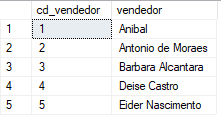 cd_vendedor vendedor
1 1 Anibal
2 2 Antonio de Moraes
3 3 Barbara Alcantara
4 4 Deise Castro
5 5 Eider Nascimento